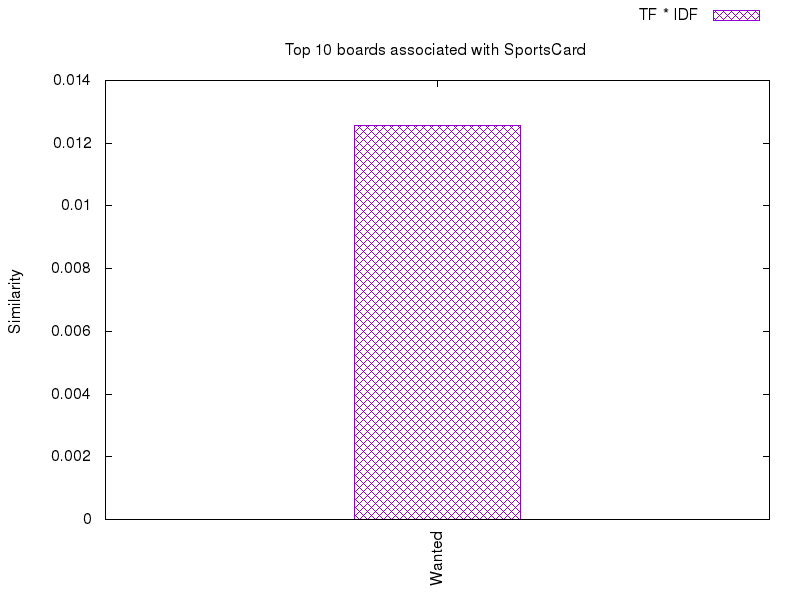 TF * IDF
Top 10 boards associated with SportsCard
0.014
0.012
0.01
0.008
0.006
0.004
0.002
0
Similarity
Wanted